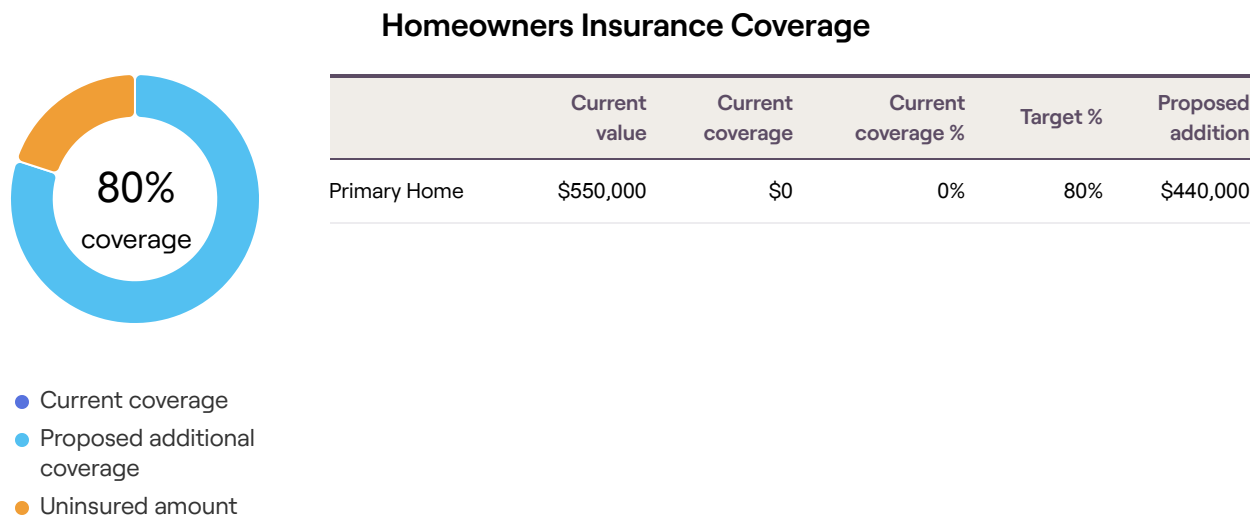 Homeowners Insurance Coverage
80%
coverage
Current coverage
Proposed additional
coverage
Uninsured amount
Current value Current coverage Current coverage % Target % Proposed addition
Primary Home $550,000 $0 0% 80% $440,000